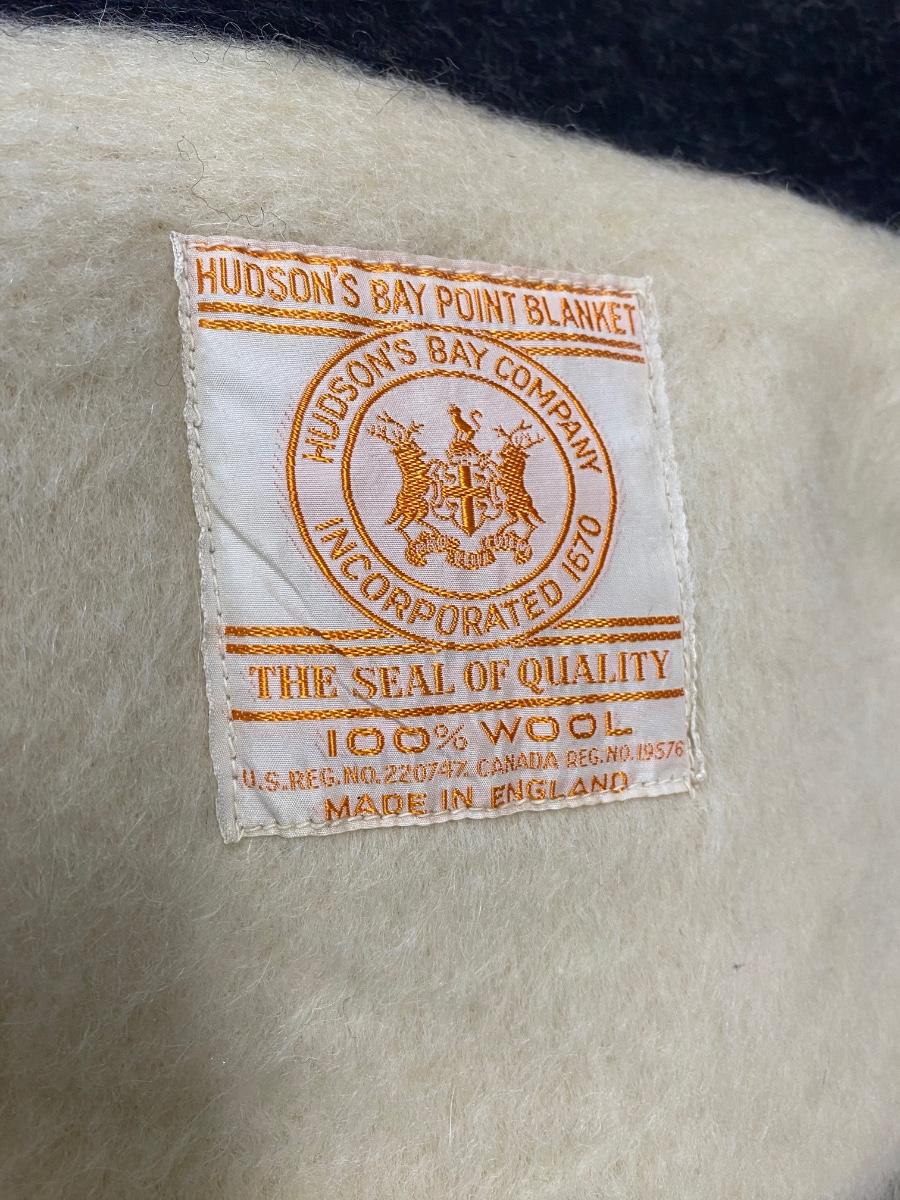 HUDSON'S BAY POINT BLANKET
HUDSON'S BAY COMPANY
INCORPORATED 1670
THE SEAL OF QUALITY
100% WOOL
U.S.REG.NO.220747. CANADA REG.NO.19576
MADE IN ENGLAND